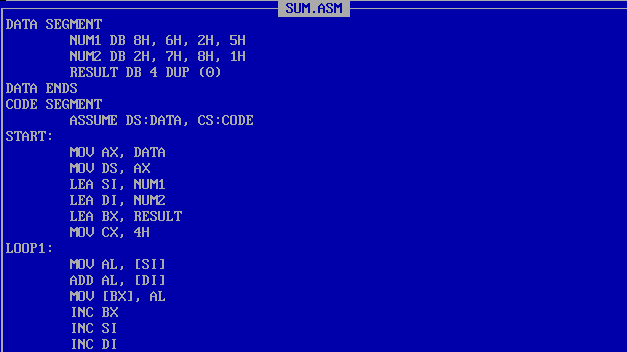 SUM.ASM
DATA SEGMENT
NUM1 DB 8H, 6H, 2H, 5H
NUM2 DB 2H, 7H, 8H, 1H
RESULT DB 4 DUP (0)
DATA ENDS
CODE SEGMENT
ASSUME DS:DATA, CS:CODE
START:
MOV AX, DATA
MOV DS, AX
LEA SI, NUM1
LEA DI, NUM2
LEA BX, RESULT
MOV CX, 4H
LOOP1:
MOV AL, [SI]
ADD AL, [DI]
MOV [BX], AL
INC BX
INC SI
INC DI